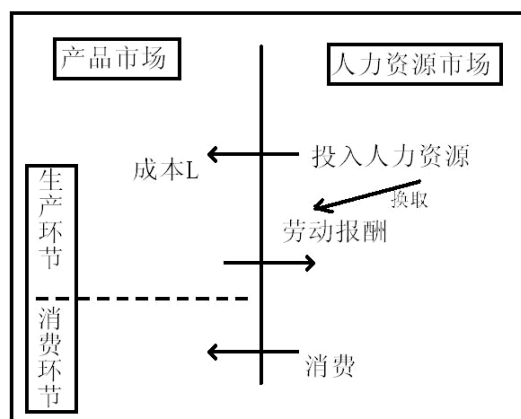 产品市场
人力资源市场
成本L
投入人力资源
换取
劳动报酬
生产环节
消费环节
消费